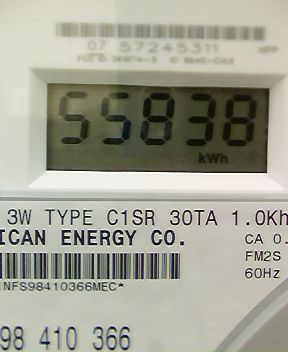 07 57245311
55838
kWh
3W TYPE C1SR 30TA 1.0Kh
ICAN ENERGY CO.
CA 0.
FM2S
60Hz
NFS98410366MEC*
98 410 366